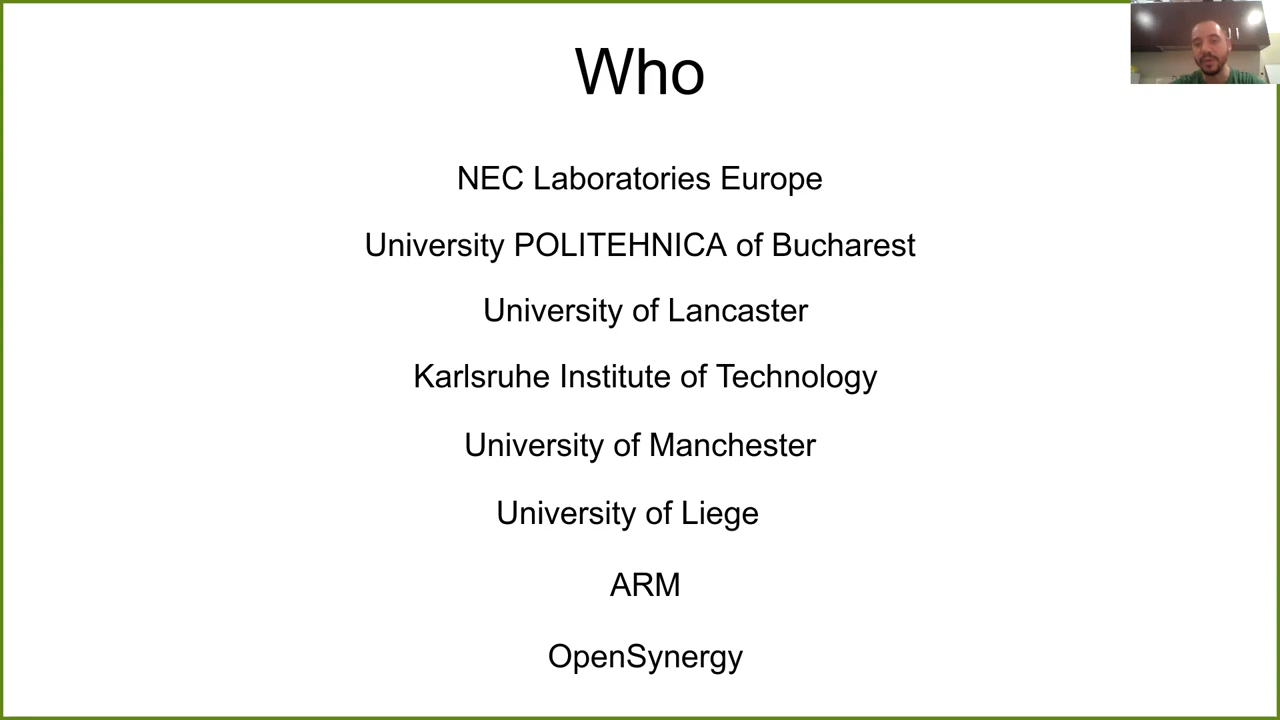 Who
NEC Laboratories Europe
University POLITEHNICA of Bucharest
University of Lancaster
Karlsruhe Institute of Technology
University of Manchester
University of Liege
ARM
OpenSynergy